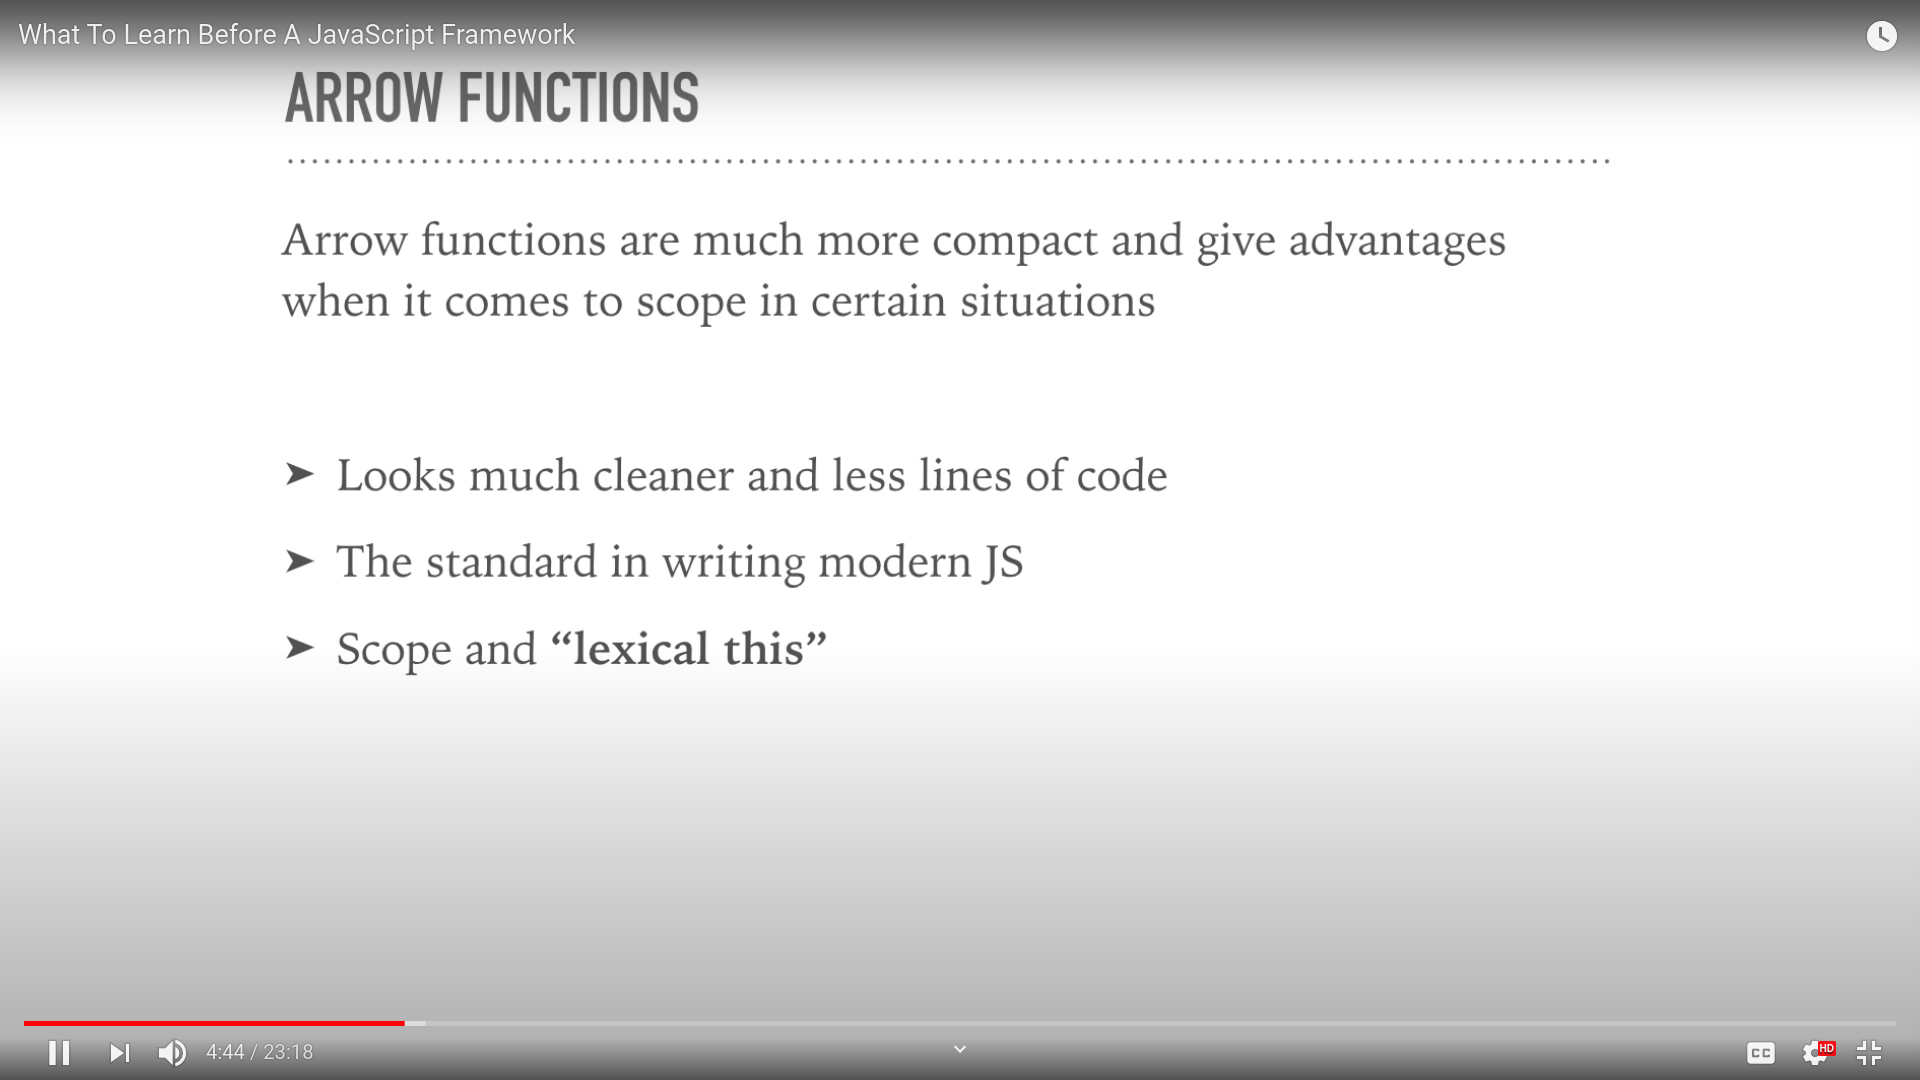 What To Learn Before A JavaScript Framework
ARROW FUNCTIONS
Arrow functions are much more compact and give advantages
when it comes to scope in certain situations
➤ Looks much cleaner and less lines of code
➤ The standard in writing modern JS
➤ Scope and “lexical this”
4:44 / 23:18
CC
HD